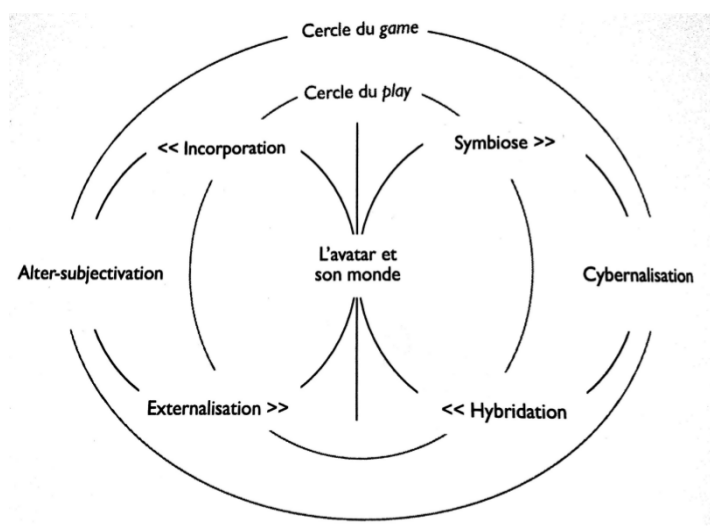 Cercle du game
Cercle du play
<< Incorporation
Symbiose >>
L'avatar et
son monde
Alter-subjectivation
Cybernalisation
Externalisation >>
<< Hybridation